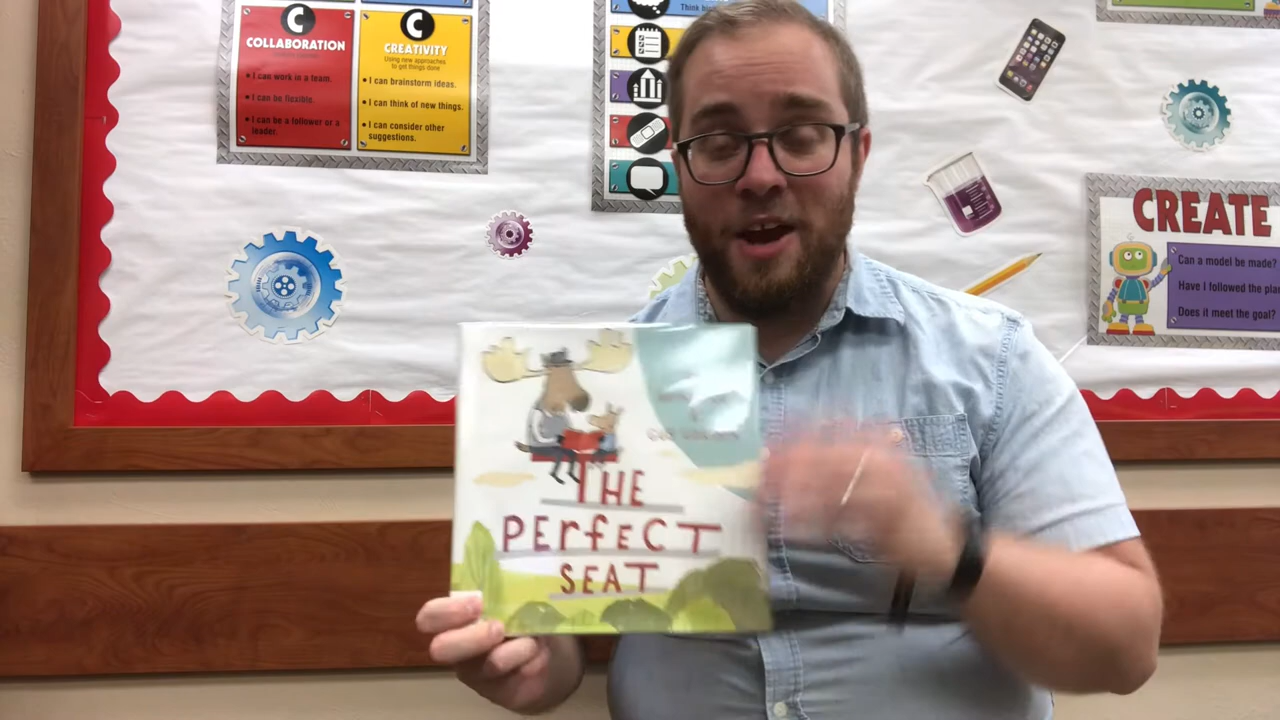 C
COLLABORATION
• I can work in a team.
• I can be flexible.
• I can be a follower or a
leader.
C
CREATIVITY
Using new approaches
to get things done
• I can brainstorm ideas.
• I can think of new things.
• I can consider other
suggestions.
Think
CREATE
Can a model be made?
Have I followed the
Does it meet the goal?
THE
PERfECT
SEAT